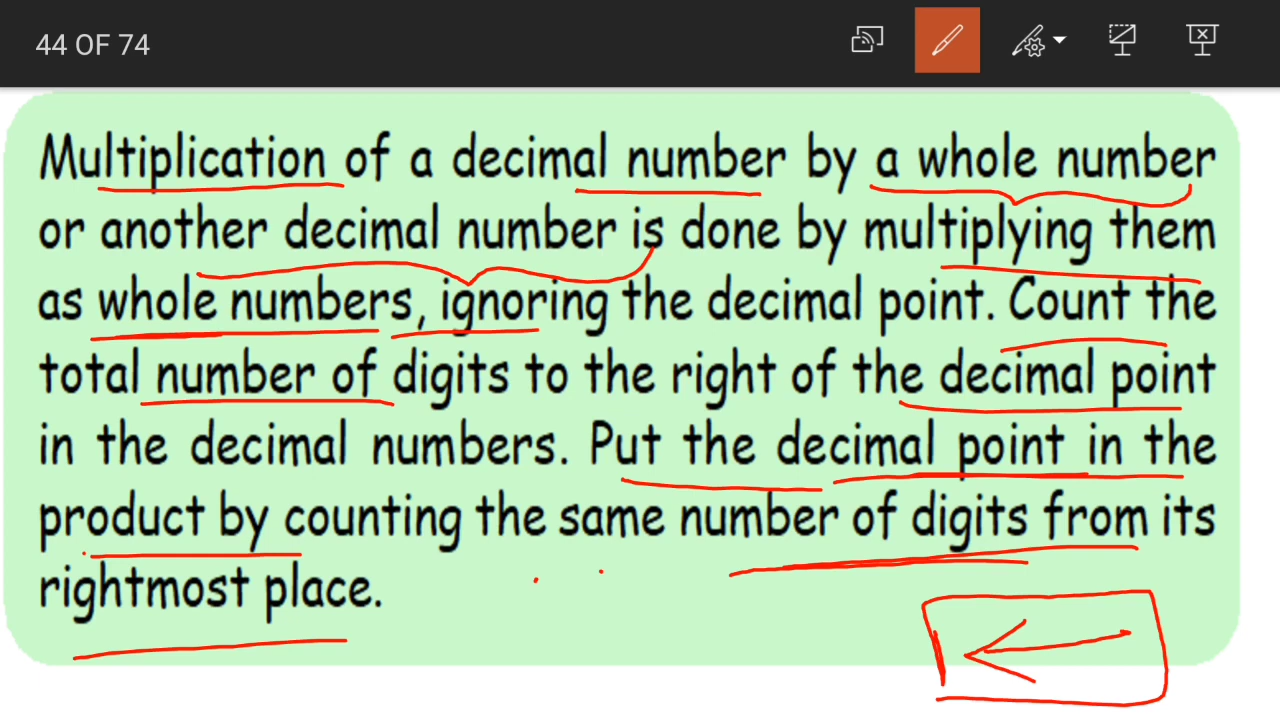 44 OF 74
Multiplication of a decimal number by a whole number
or another decimal number is done by multiplying them
as whole numbers, ignoring the decimal point. Count the
total number of digits to the right of the decimal point
in the decimal numbers. Put the decimal point in the
product by counting the same number of digits from its
rightmost place.